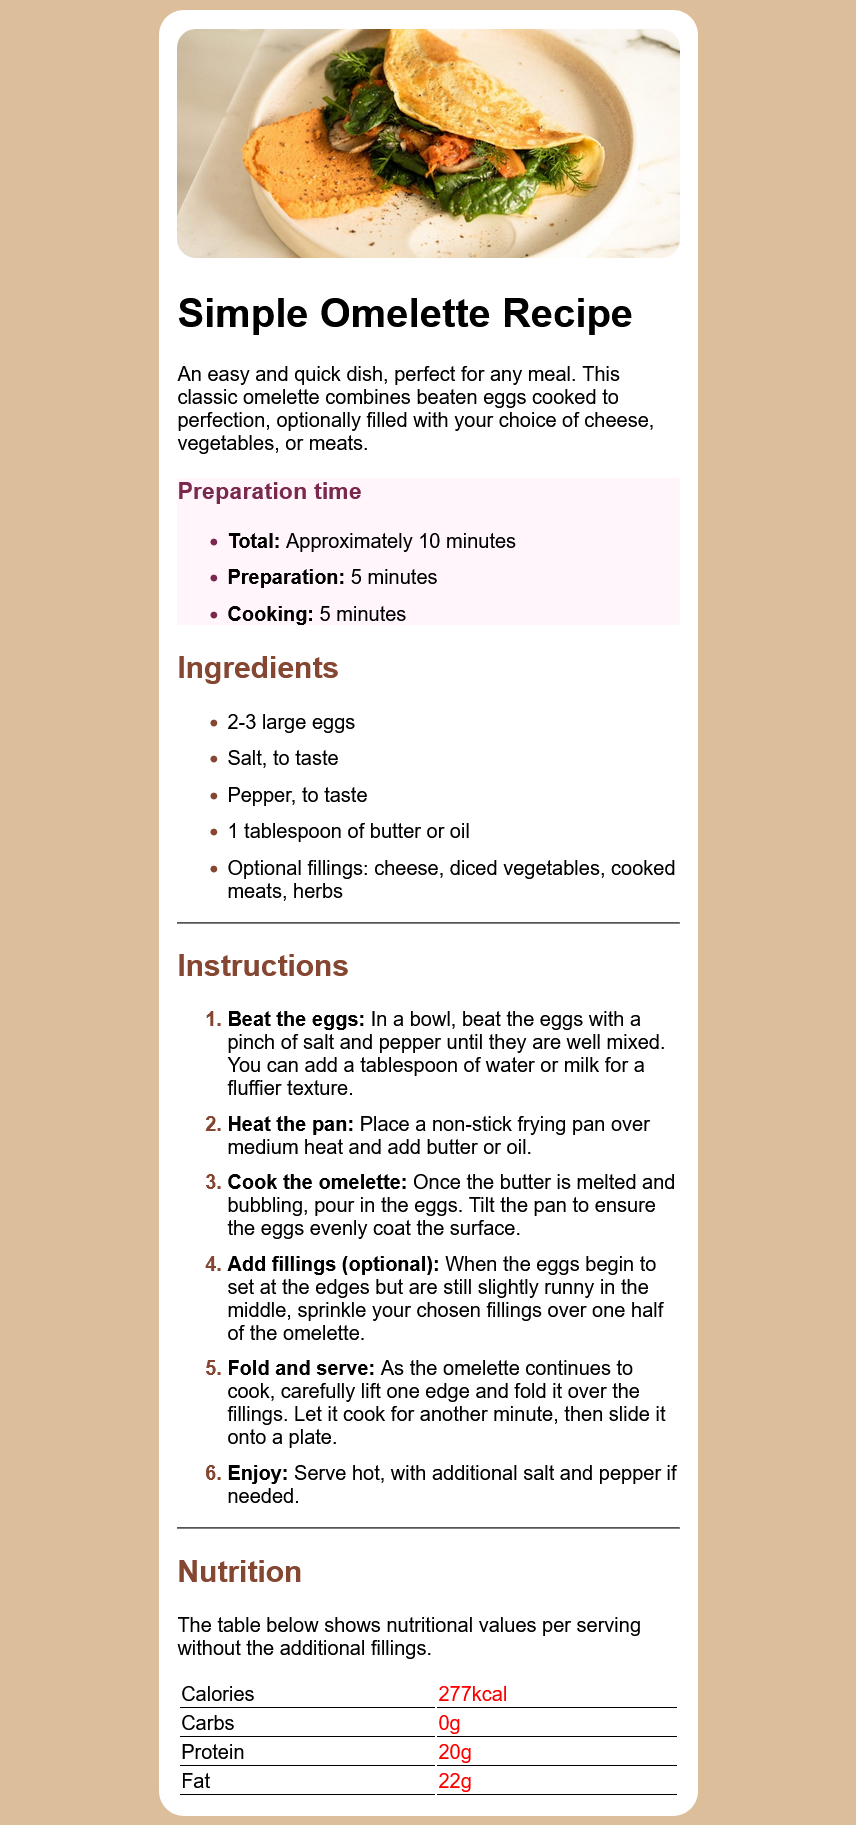 Simple Omelette Recipe
An easy and quick dish, perfect for any meal. This
classic omelette combines beaten eggs cooked to
perfection, optionally filled with your choice of cheese,
vegetables, or meats.
Preparation time
• Total: Approximately 10 minutes
• Preparation: 5 minutes
• Cooking: 5 minutes
Ingredients
• 2-3 large eggs
• Salt, to taste
• Pepper, to taste
• 1 tablespoon of butter or oil
• Optional fillings: cheese, diced vegetables, cooked
meats, herbs
Instructions
1. Beat the eggs: In a bowl, beat the eggs with a
pinch of salt and pepper until they are well mixed.
You can add a tablespoon of water or milk for a
fluffier texture.
2. Heat the pan: Place a non-stick frying pan over
medium heat and add butter or oil.
3. Cook the omelette: Once the butter is melted and
bubbling, pour in the eggs. Tilt the pan to ensure
the eggs evenly coat the surface.
4. Add fillings (optional): When the eggs begin to
set at the edges but are still slightly runny in the
middle, sprinkle your chosen fillings over one half
of the omelette.
5. Fold and serve: As the omelette continues to
cook, carefully lift one edge and fold it over the
fillings. Let it cook for another minute, then slide it
onto a plate.
6. Enjoy: Serve hot, with additional salt and pepper if
needed.
Nutrition
The table below shows nutritional values per serving
without the additional fillings.
Calories 277kcal
Carbs 0g
Protein 20g
Fat 22g